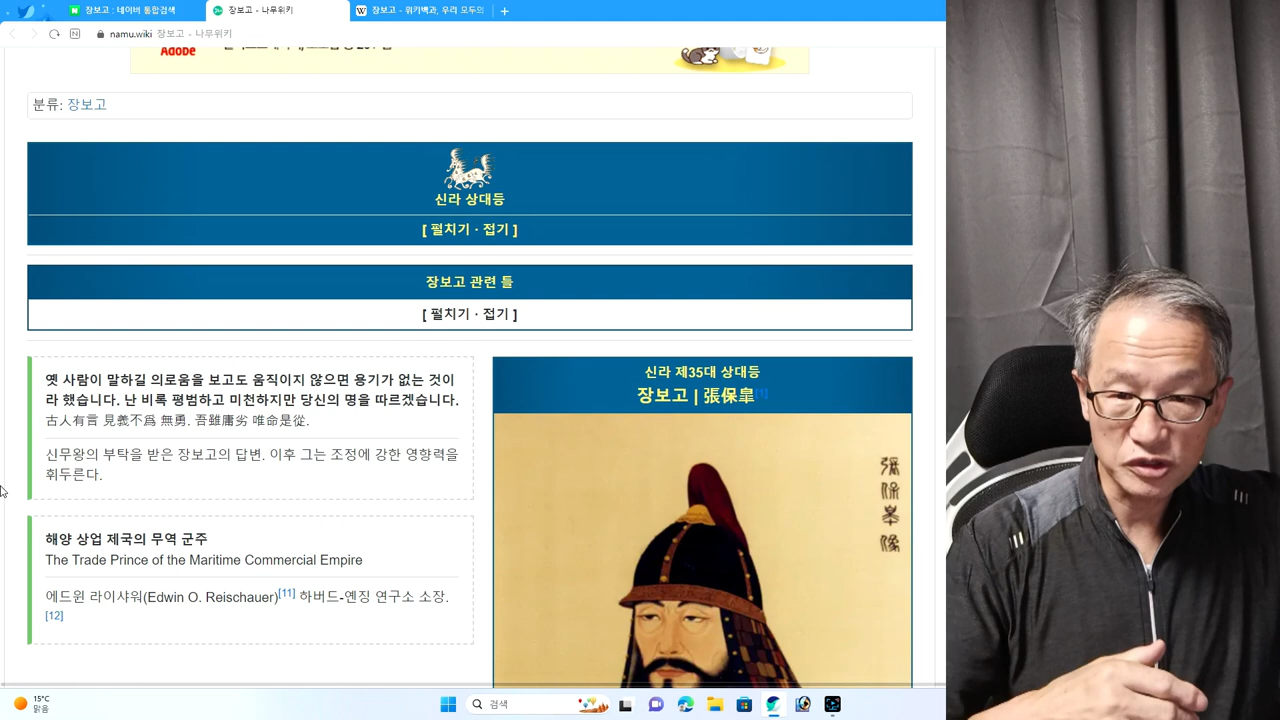 장보고 : 네이버 통합검색
장보고 - 나무위키
장보고 - 위키백과, 우리 모두의
namu.wiki 장보고 - 나무위키
Adobe
분류: 장보고
신라 상대등
[ 펼치기 · 접기 ]
장보고 관련 틀
[ 펼치기 · 접기 ]
옛 사람이 말하길 의로움을 보고도 움직이지 않으면 용기가 없는 것이
라 했습니다. 난 비록 평범하고 미천하지만 당신의 명을 따르겠습니다.
古人有言 見義不爲 無勇. 吾雖庸劣 唯命是從.
신무왕의 부탁을 받은 장보고의 답변. 이후 그는 조정에 강한 영향력을
휘두른다.
해양 상업 제국의 무역 군주
The Trade Prince of the Maritime Commercial Empire
에드윈 라이샤워(Edwin O. Reischauer)[11] 하버드-옌칭 연구소 소장.
[12]
신라 제35대 상대등
장보고 | 張保皐[1]
15°C
맑음
검색